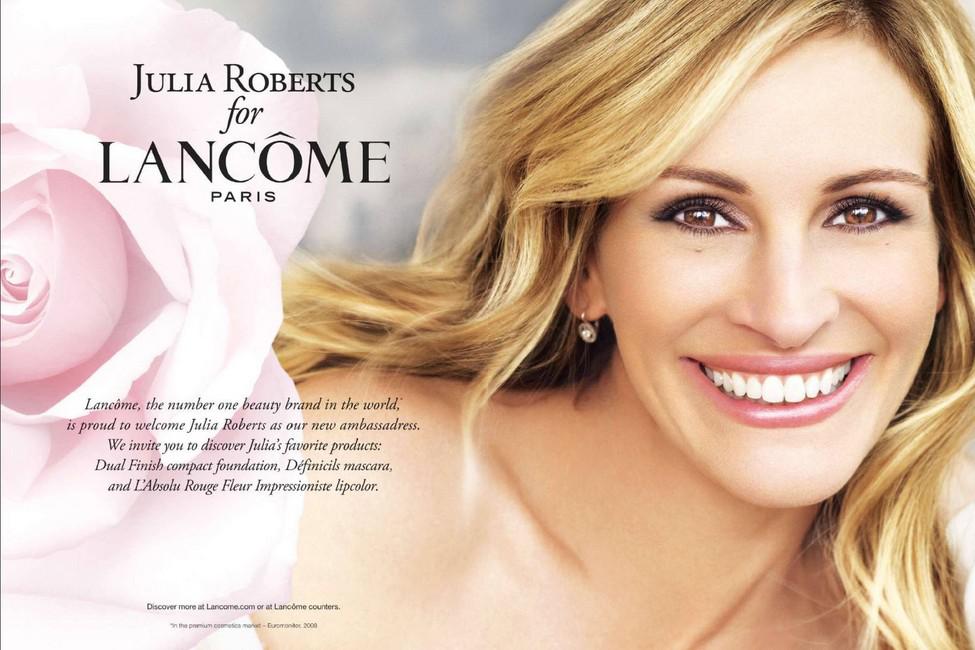 JULIA ROBERTS
for
LANCÔME
PARIS
Lancôme, the number one beauty brand in the world,*
is proud to welcome Julia Roberts as our new ambassadress.
We invite you to discover Julia's favorite products:
Dual Finish compact foundation, Définicils mascara,
and L'Absolu Rouge Fleur Impressioniste lipcolor.
Discover more at Lancome.com or at Lancôme counters.
*In the premium cosmetics market – Euromonitor, 2008